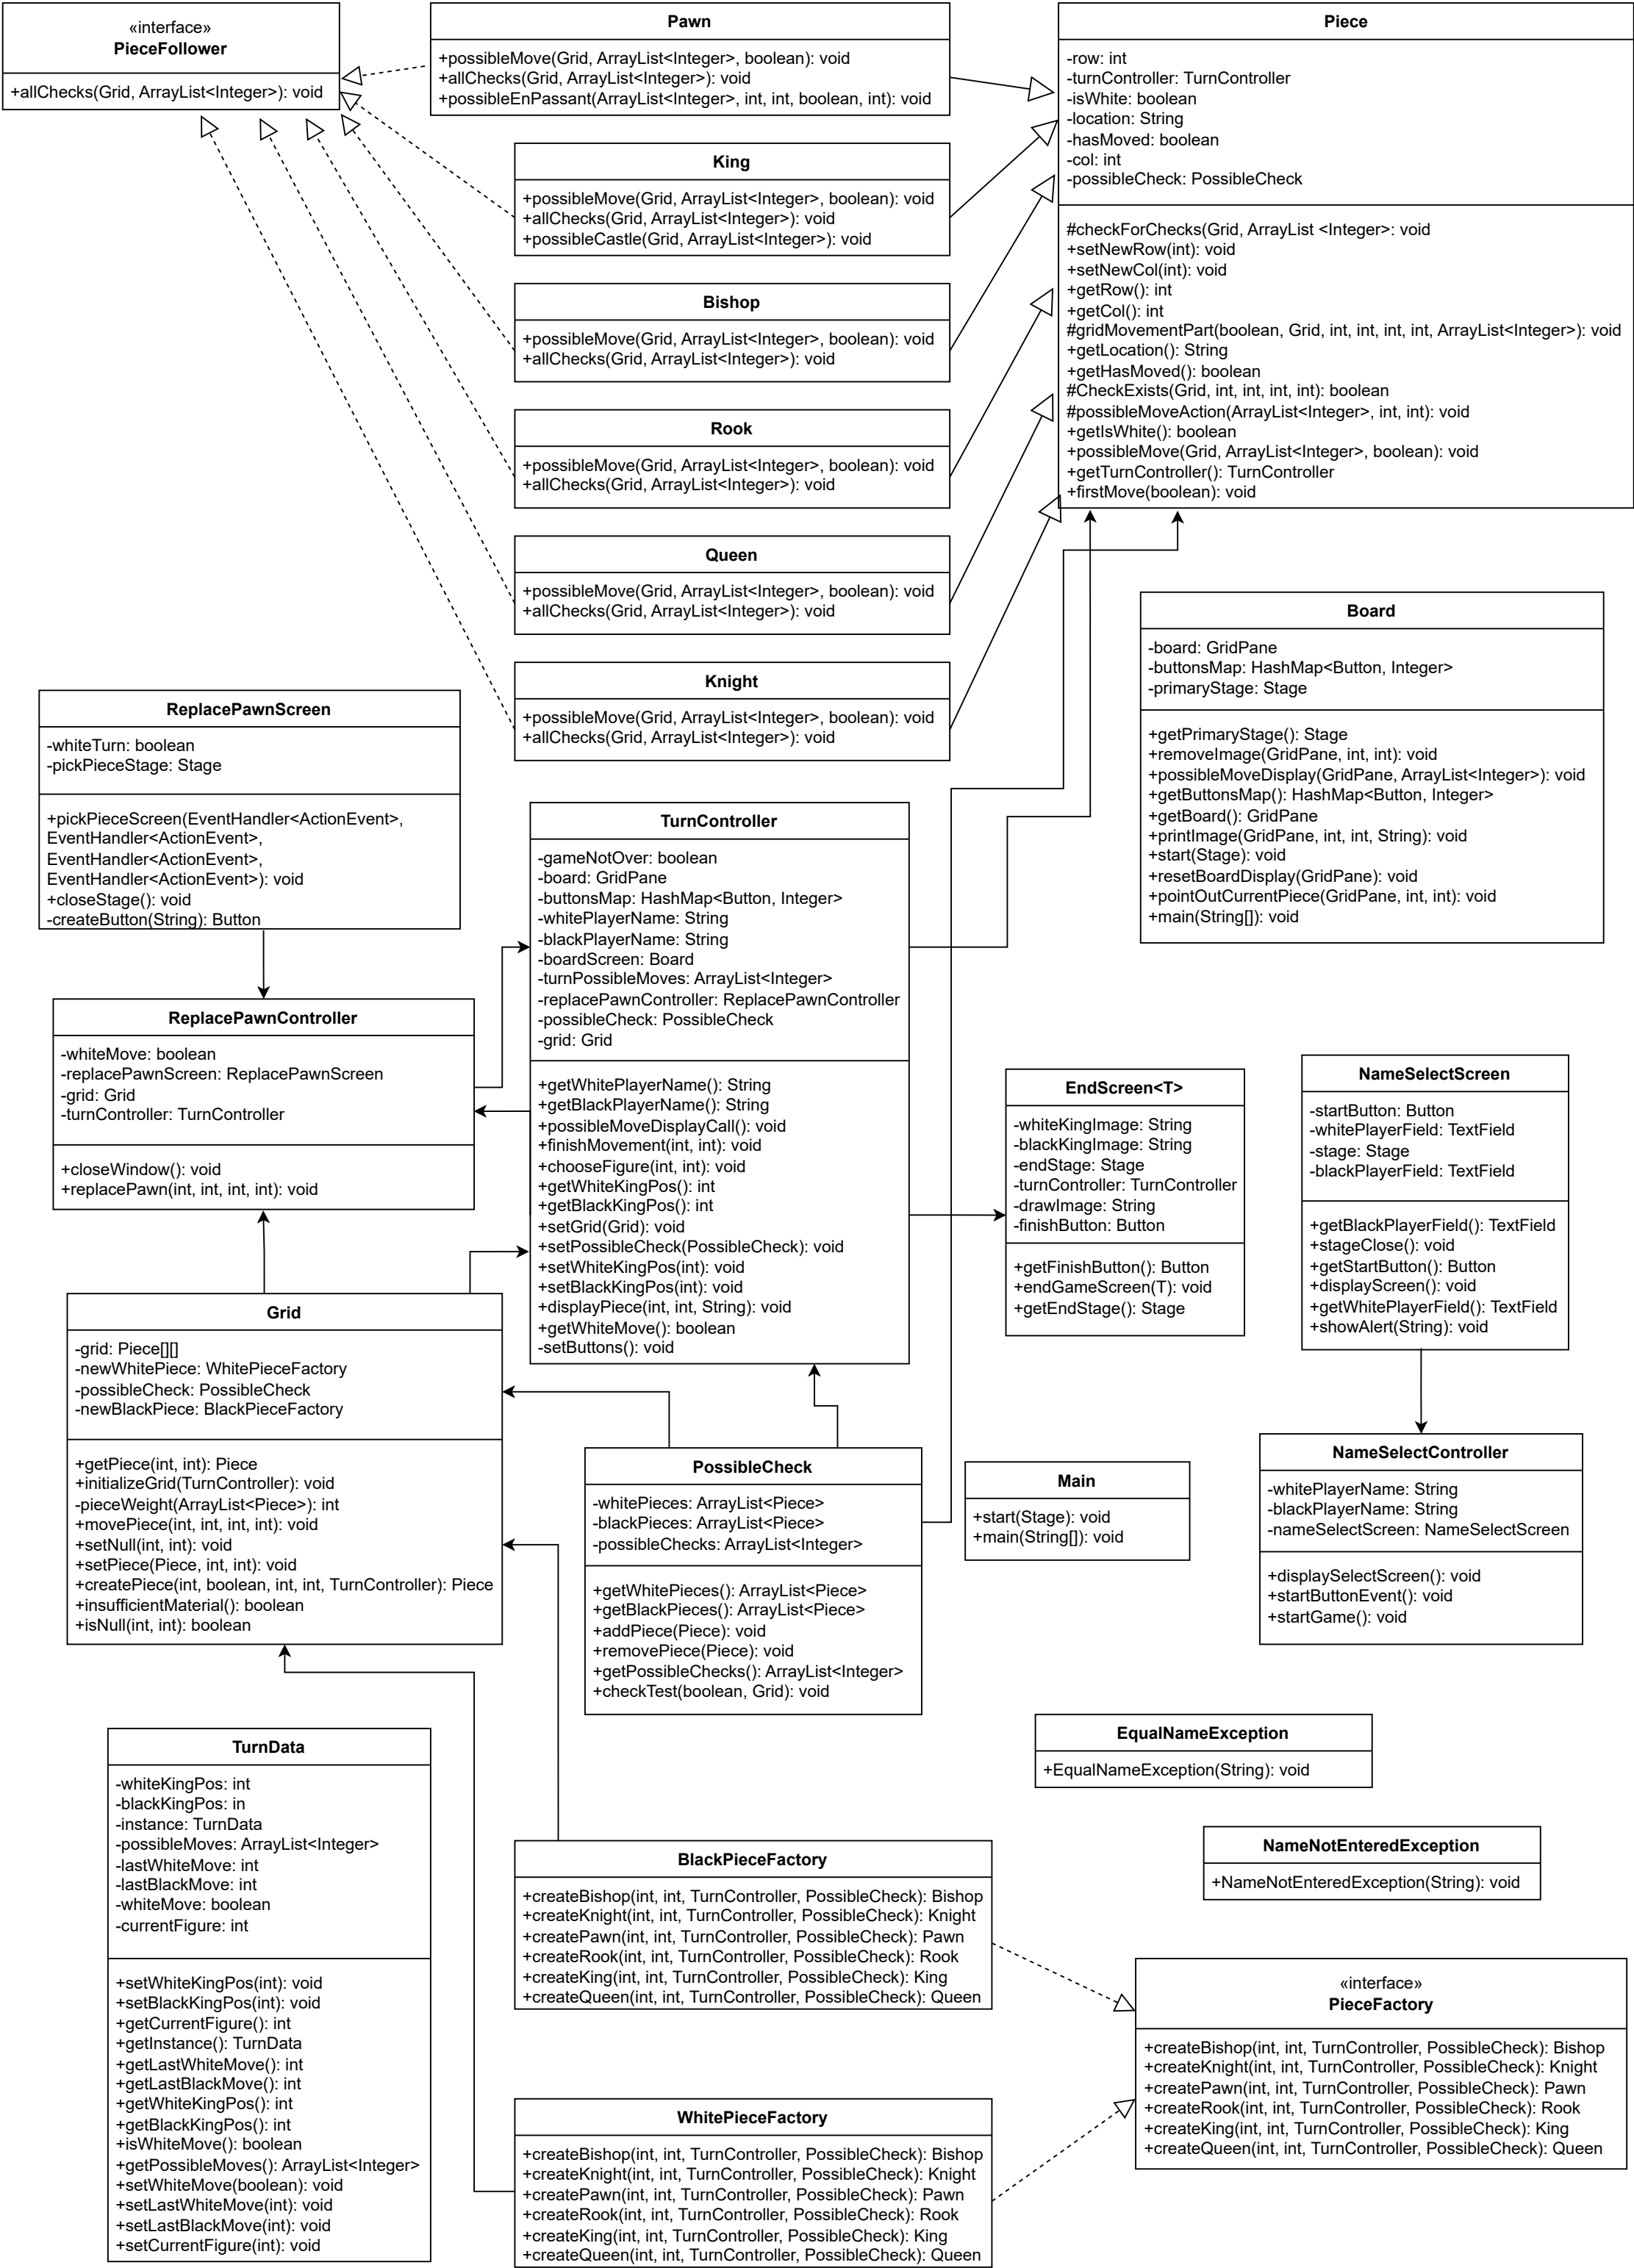 «interface»
PieceFollower
+allChecks(Grid, ArrayList<Integer>): void
Pawn
+possibleMove(Grid, ArrayList<Integer>, boolean): void
+allChecks(Grid, ArrayList<Integer>): void
+possibleEnPassant(ArrayList<Integer>, int, int, boolean, int): void
King
+possibleMove(Grid, ArrayList<Integer>, boolean): void
+allChecks(Grid, ArrayList<Integer>): void
+possibleCastle(Grid, ArrayList<Integer>): void
Bishop
+possibleMove(Grid, ArrayList<Integer>, boolean): void
+allChecks(Grid, ArrayList<Integer>): void
Rook
+possibleMove(Grid, ArrayList<Integer>, boolean): void
+allChecks(Grid, ArrayList<Integer>): void
Queen
+possibleMove(Grid, ArrayList<Integer>, boolean): void
+allChecks(Grid, ArrayList<Integer>): void
Knight
+possibleMove(Grid, ArrayList<Integer>, boolean): void
+allChecks(Grid, ArrayList<Integer>): void
Piece
-row: int
-turnController: TurnController
-isWhite: boolean
-location: String
-hasMoved: boolean
-col: int
-possibleCheck: PossibleCheck
#checkForChecks(Grid, ArrayList <Integer>: void
+setNewRow(int): void
+setNewCol(int): void
+getRow(): int
+getCol(): int
#gridMovementPart(boolean, Grid, int, int, int, int, ArrayList<Integer>): void
+getLocation(): String
+getHasMoved(): boolean
#CheckExists(Grid, int, int, int, int): boolean
#possibleMoveAction(ArrayList<Integer>, int, int): void
+getIsWhite(): boolean
+possibleMove(Grid, ArrayList<Integer>, boolean): void
+getTurnController(): TurnController
+firstMove(boolean): void
Board
-board: GridPane
-buttonsMap: HashMap<Button, Integer>
-primaryStage: Stage
+getPrimaryStage(): Stage
+removeImage(GridPane, int, int): void
+possibleMoveDisplay(GridPane, ArrayList<Integer>): void
+getButtonsMap(): HashMap<Button, Integer>
+getBoard(): GridPane
+printImage(GridPane, int, int, String): void
+start(Stage): void
+resetBoardDisplay(GridPane): void
+pointOutCurrentPiece(GridPane, int, int): void
+main(String[]): void
ReplacePawnScreen
-whiteTurn: boolean
-pickPieceStage: Stage
+pickPieceScreen(EventHandler<ActionEvent>,
EventHandler<ActionEvent>,
EventHandler<ActionEvent>,
EventHandler<ActionEvent>): void
+closeStage(): void
-createButton(String): Button
TurnController
-gameNotOver: boolean
-board: GridPane
-buttonsMap: HashMap<Button, Integer>
-whitePlayerName: String
-blackPlayerName: String
-boardScreen: Board
-turnPossibleMoves: ArrayList<Integer>
-replacePawnController: ReplacePawnController
-possibleCheck: PossibleCheck
-grid: Grid
+getWhitePlayerName(): String
+getBlackPlayerName(): String
+possibleMoveDisplayCall(): void
+finishMovement(int, int): void
+chooseFigure(int, int): void
+getWhiteKingPos(): int
+getBlackKingPos(): int
+setGrid(Grid): void
+setPossibleCheck(PossibleCheck): void
+setWhiteKingPos(int): void
+setBlackKingPos(int): void
+displayPiece(int, int, String): void
+getWhiteMove(): boolean
-setButtons(): void
ReplacePawnController
-whiteMove: boolean
-replacePawnScreen: ReplacePawnScreen
-grid: Grid
-turnController: TurnController
+closeWindow(): void
+replacePawn(int, int, int, int): void
EndScreen<T>
-whiteKingImage: String
-blackKingImage: String
-endStage: Stage
-turnController: TurnController
-drawImage: String
-finishButton: Button
+getFinishButton(): Button
+endGameScreen(T): void
+getEndStage(): Stage
NameSelectScreen
-startButton: Button
-whitePlayerField: TextField
-stage: Stage
-blackPlayerField: TextField
+getBlackPlayerField(): TextField
+stageClose(): void
+getStartButton(): Button
+displayScreen(): void
+getWhitePlayerField(): TextField
+showAlert(String): void
Grid
-grid: Piece[][]
-newWhitePiece: WhitePieceFactory
-possibleCheck: PossibleCheck
-newBlackPiece: BlackPieceFactory
+getPiece(int, int): Piece
+initializeGrid(TurnController): void
-pieceWeight(ArrayList<Piece>): int
+movePiece(int, int, int, int): void
+setNull(int, int): void
+setPiece(Piece, int, int): void
+createPiece(int, boolean, int, int, TurnController): Piece
+insufficientMaterial(): boolean
+isNull(int, int): boolean
PossibleCheck
-whitePieces: ArrayList<Piece>
-blackPieces: ArrayList<Piece>
-possibleChecks: ArrayList<Integer>
+getWhitePieces(): ArrayList<Piece>
+getBlackPieces(): ArrayList<Piece>
+addPiece(Piece): void
+removePiece(Piece): void
+getPossibleChecks(): ArrayList<Integer>
+checkTest(boolean, Grid): void
Main
+start(Stage): void
+main(String[]): void
NameSelectController
-whitePlayerName: String
-blackPlayerName: String
-nameSelectScreen: NameSelectScreen
+displaySelectScreen(): void
+startButtonEvent(): void
+startGame(): void
EqualNameException
+EqualNameException(String): void
NameNotEnteredException
+NameNotEnteredException(String): void
TurnData
-whiteKingPos: int
-blackKingPos: in
-instance: TurnData
-possibleMoves: ArrayList<Integer>
-lastWhiteMove: int
-lastBlackMove: int
-whiteMove: boolean
-currentFigure: int
+setWhiteKingPos(int): void
+setBlackKingPos(int): void
+getCurrentFigure(): int
+getInstance(): TurnData
+getLastWhiteMove(): int
+getLastBlackMove(): int
+getWhiteKingPos(): int
+getBlackKingPos(): int
+isWhiteMove(): boolean
+getPossibleMoves(): ArrayList<Integer>
+setWhiteMove(boolean): void
+setLastWhiteMove(int): void
+setLastBlackMove(int): void
+setCurrentFigure(int): void
BlackPieceFactory
+createBishop(int, int, TurnController, PossibleCheck): Bishop
+createKnight(int, int, TurnController, PossibleCheck): Knight
+createPawn(int, int, TurnController, PossibleCheck): Pawn
+createRook(int, int, TurnController, PossibleCheck): Rook
+createKing(int, int, TurnController, PossibleCheck): King
+createQueen(int, int, TurnController, PossibleCheck): Queen
WhitePieceFactory
+createBishop(int, int, TurnController, PossibleCheck): Bishop
+createKnight(int, int, TurnController, PossibleCheck): Knight
+createPawn(int, int, TurnController, PossibleCheck): Pawn
+createRook(int, int, TurnController, PossibleCheck): Rook
+createKing(int, int, TurnController, PossibleCheck): King
+createQueen(int, int, TurnController, PossibleCheck): Queen
«interface»
PieceFactory
+createBishop(int, int, TurnController, PossibleCheck): Bishop
+createKnight(int, int, TurnController, PossibleCheck): Knight
+createPawn(int, int, TurnController, PossibleCheck): Pawn
+createRook(int, int, TurnController, PossibleCheck): Rook
+createKing(int, int, TurnController, PossibleCheck): King
+createQueen(int, int, TurnController, PossibleCheck): Queen